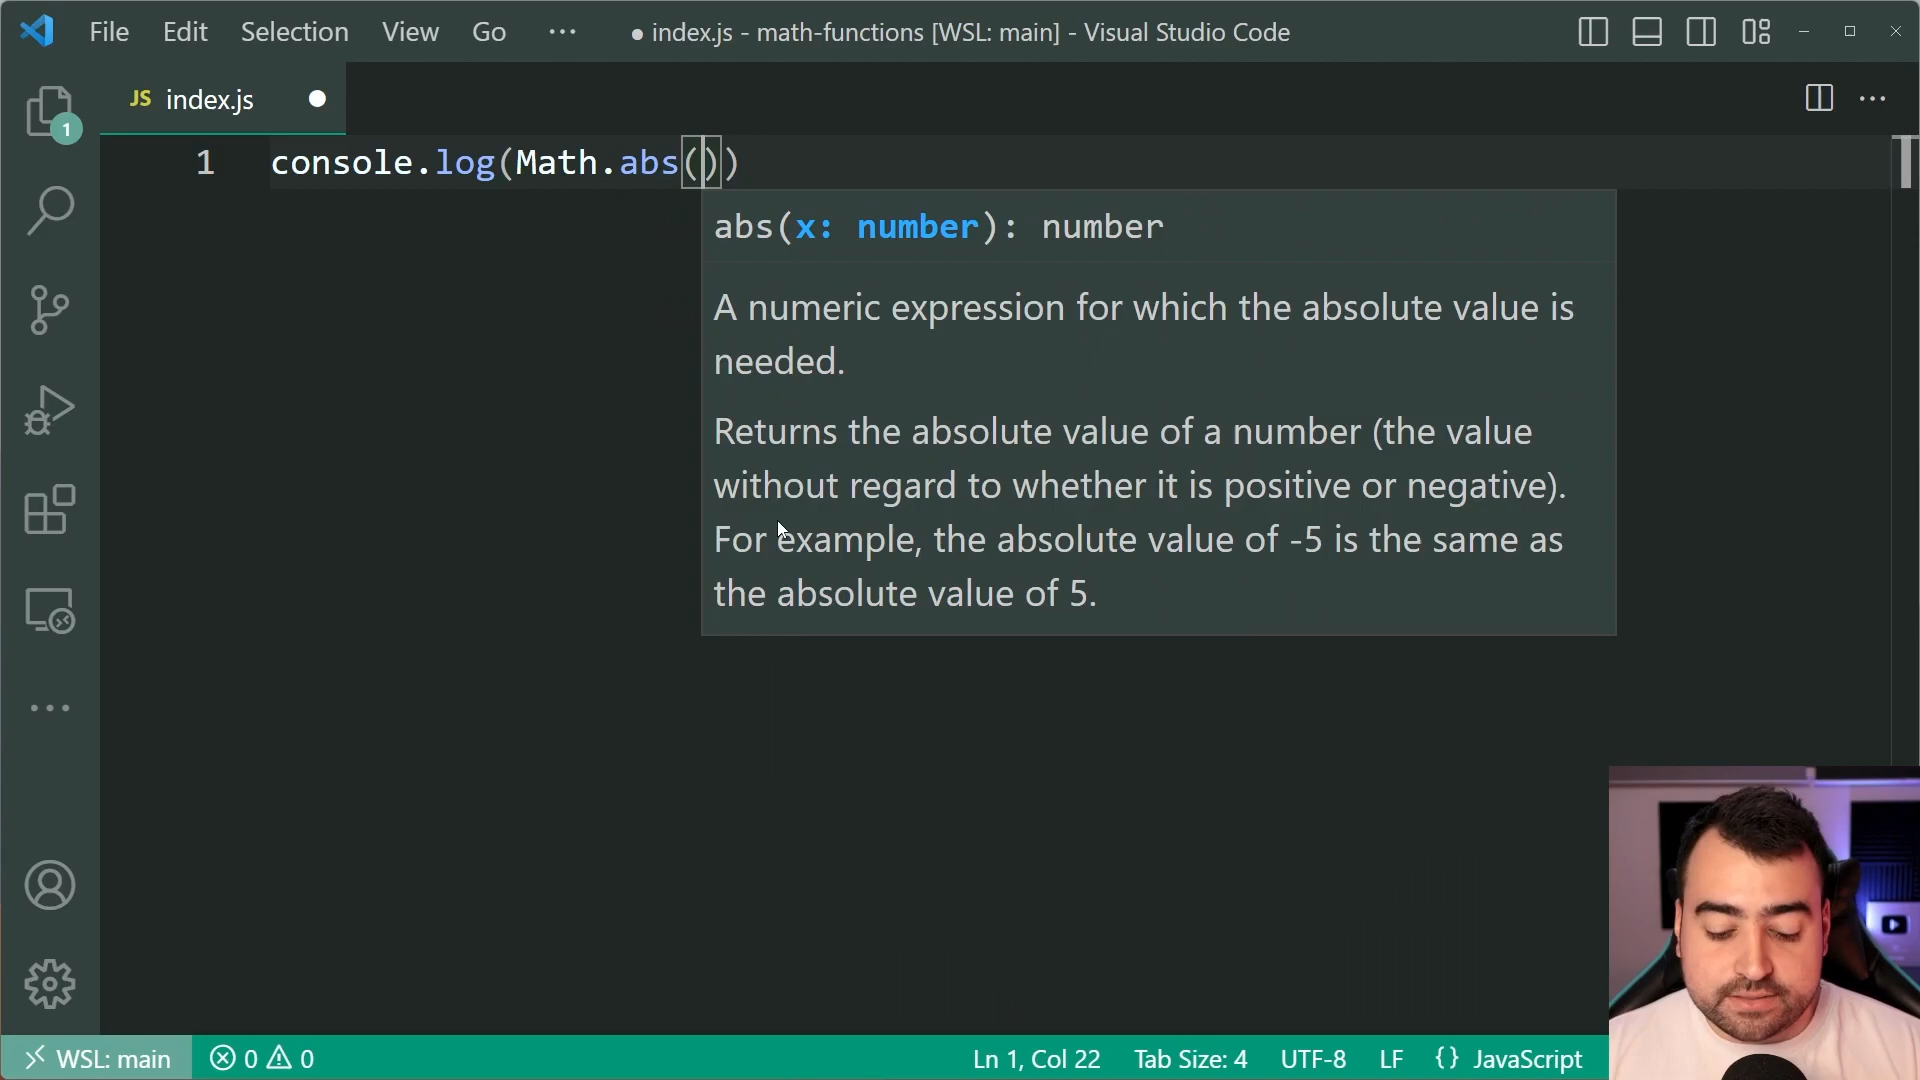 File Edit Selection View Go ··· ● index.js - math-functions [WSL: main] - Visual Studio Code
JS index.js ●
1
1 console.log(Math.abs())
abs(x: number): number
A numeric expression for which the absolute value is
needed.
Returns the absolute value of a number (the value
without regard to whether it is positive or negative).
For example, the absolute value of -5 is the same as
the absolute value of 5.
WSL: main 0 0 Ln 1, Col 22 Tab Size: 4 UTF-8 LF {} JavaScript